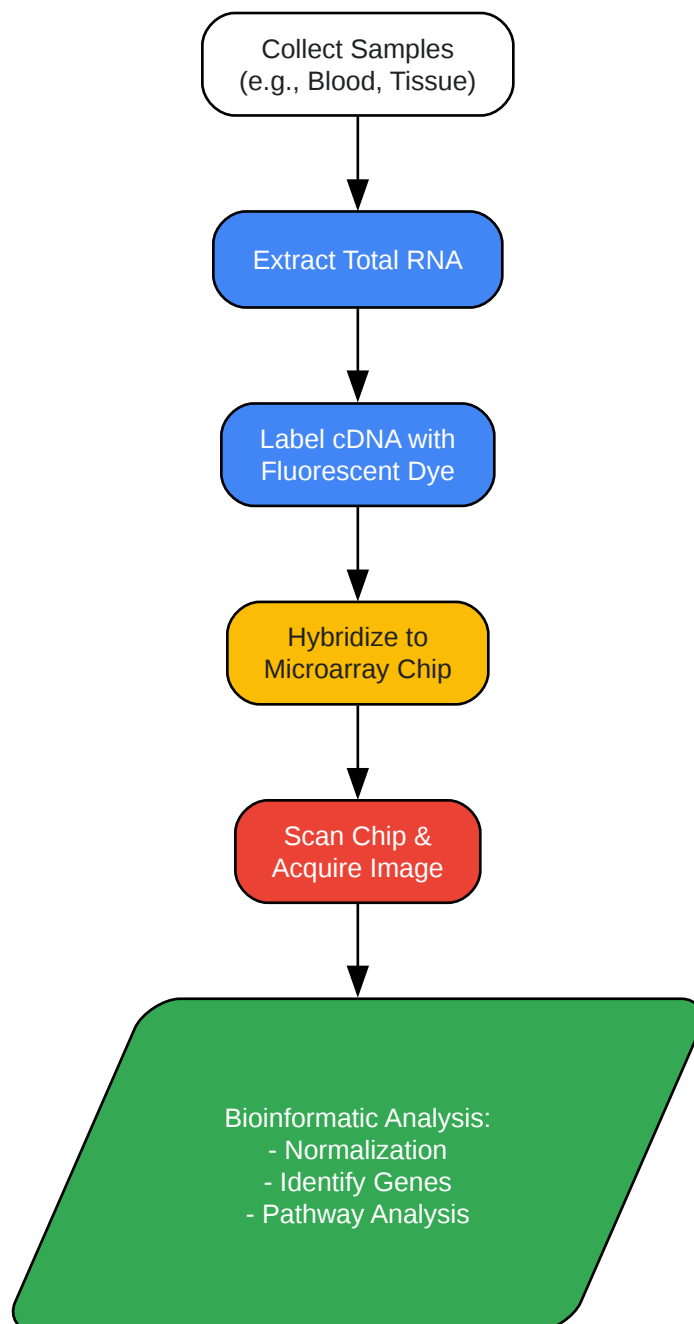 Collect Samples
(e.g., Blood, Tissue)
Extract Total RNA
Label cDNA with
Fluorescent Dye
Hybridize to
Microarray Chip
Scan Chip &
Acquire Image
Bioinformatic Analysis:
- Normalization
- Identify Genes
- Pathway Analysis